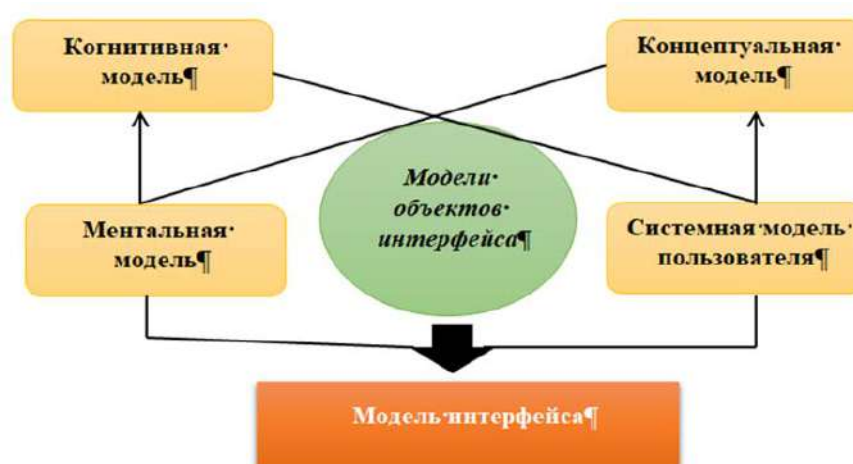 Когнитивная·
модель¶
Концептуальная·
модель¶
Модели·
объектов·
интерфейса¶
Ментальная·
модель¶
Системная·модель·
пользователя¶
Модель·интерфейса¶